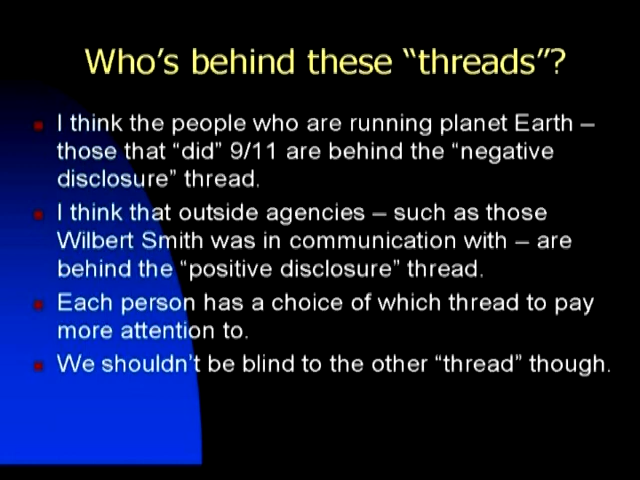 Who's behind these “threads”?
I think the people who are running planet Earth –
those that “did” 9/11 are behind the “negative
disclosure” thread.
I think that outside agencies – such as those
Wilbert Smith was in communication with – are
behind the “positive disclosure” thread.
Each person has a choice of which thread to pay
more attention to.
We shouldn't be blind to the other “thread” though.